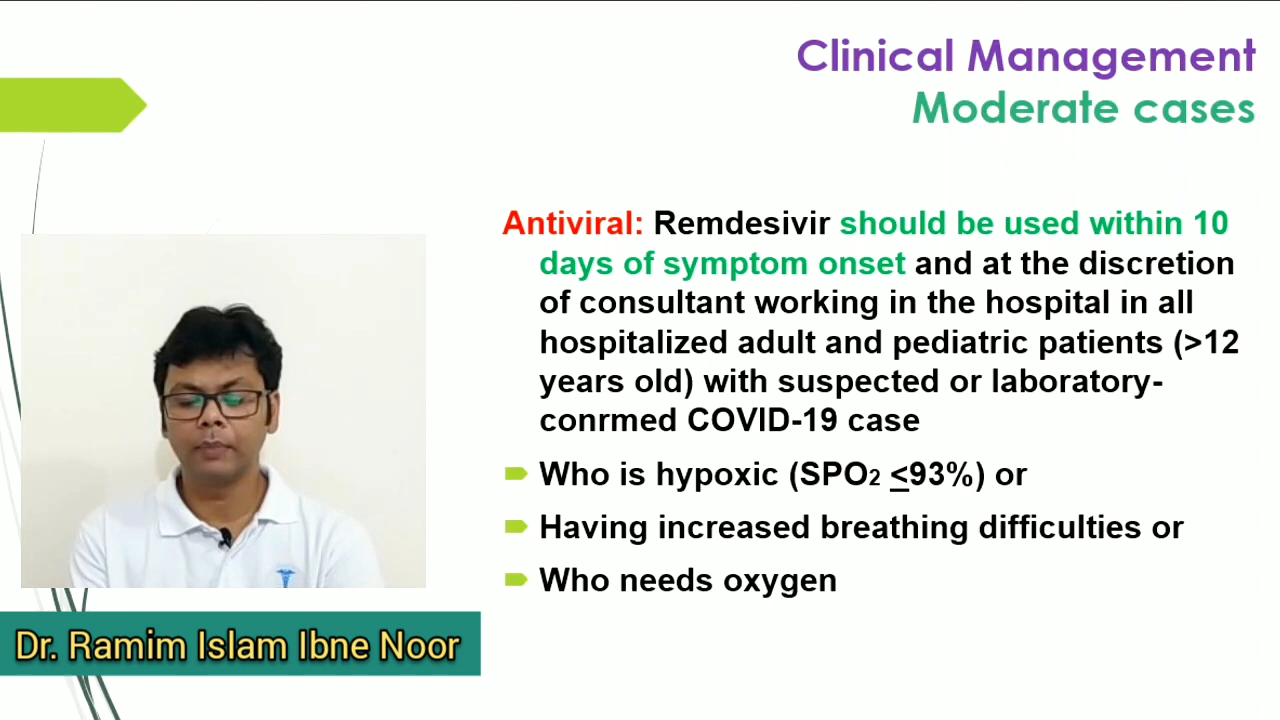 Clinical Management
Moderate cases
Antiviral: Remdesivir should be used within 10
days of symptom onset and at the discretion
of consultant working in the hospital in all
hospitalized adult and pediatric patients (>12
years old) with suspected or laboratory-
conrmed COVID-19 case
Who is hypoxic (SPO₂ ≤93%) or
Having increased breathing difficulties or
Who needs oxygen
Dr. Ramim Islam Ibne Noor